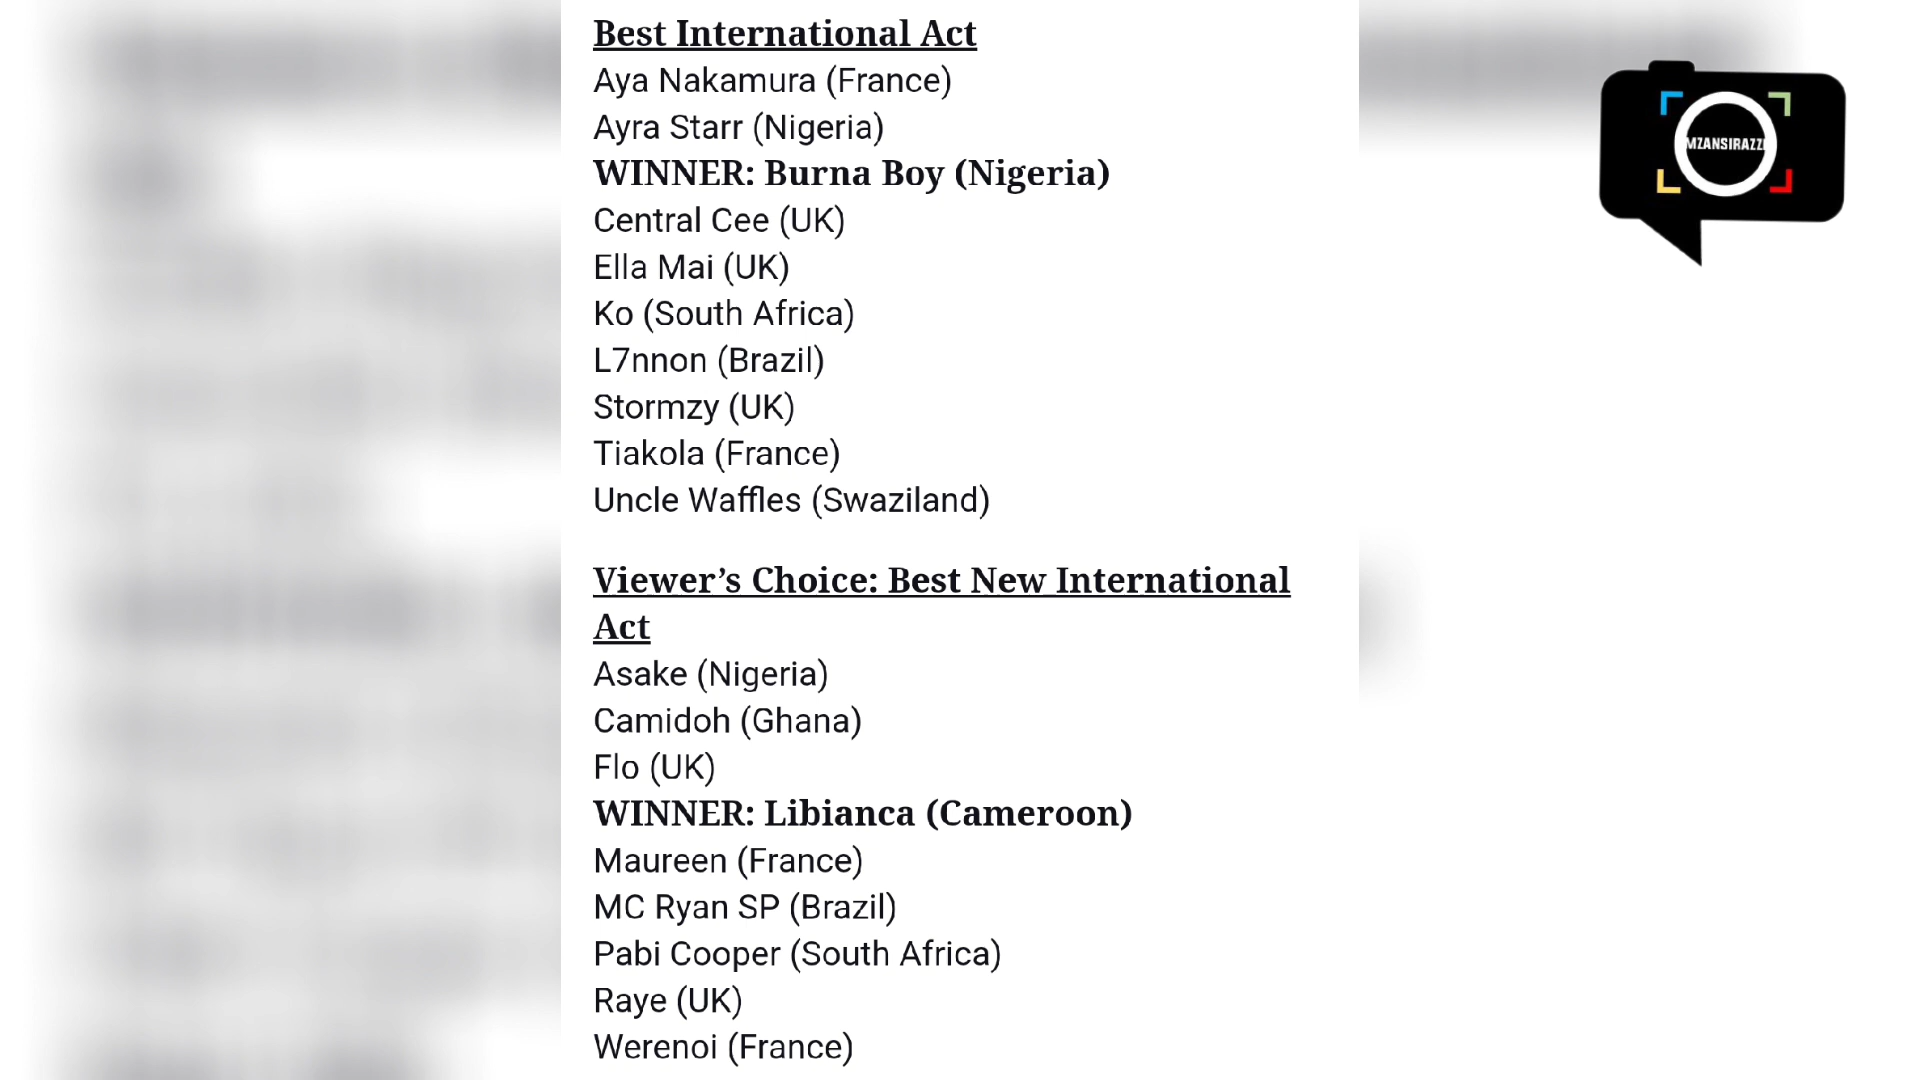 Best International Act
Aya Nakamura (France)
Ayra Starr (Nigeria)
WINNER: Burna Boy (Nigeria)
Central Cee (UK)
Ella Mai (UK)
Ko (South Africa)
L7nnon (Brazil)
Stormzy (UK)
Tiakola (France)
Uncle Waffles (Swaziland)
Viewer’s Choice: Best New International
Act
Asake (Nigeria)
Camidoh (Ghana)
Flo (UK)
WINNER: Libianca (Cameroon)
Maureen (France)
MC Ryan SP (Brazil)
Pabi Cooper (South Africa)
Raye (UK)
Werenoi (France)
MZANSIRAZZI